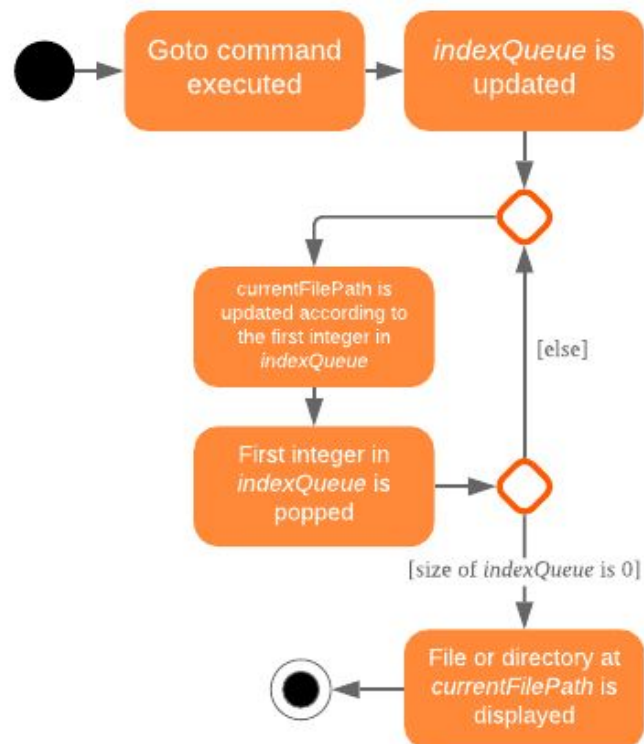 Goto command
executed
indexQueue is
updated
currentFilePath is
updated according to
the first integer in
indexQueue
[else]
First integer in
indexQueue is
popped
[size of indexQueue is 0]
File or directory at
currentFilePath is
displayed